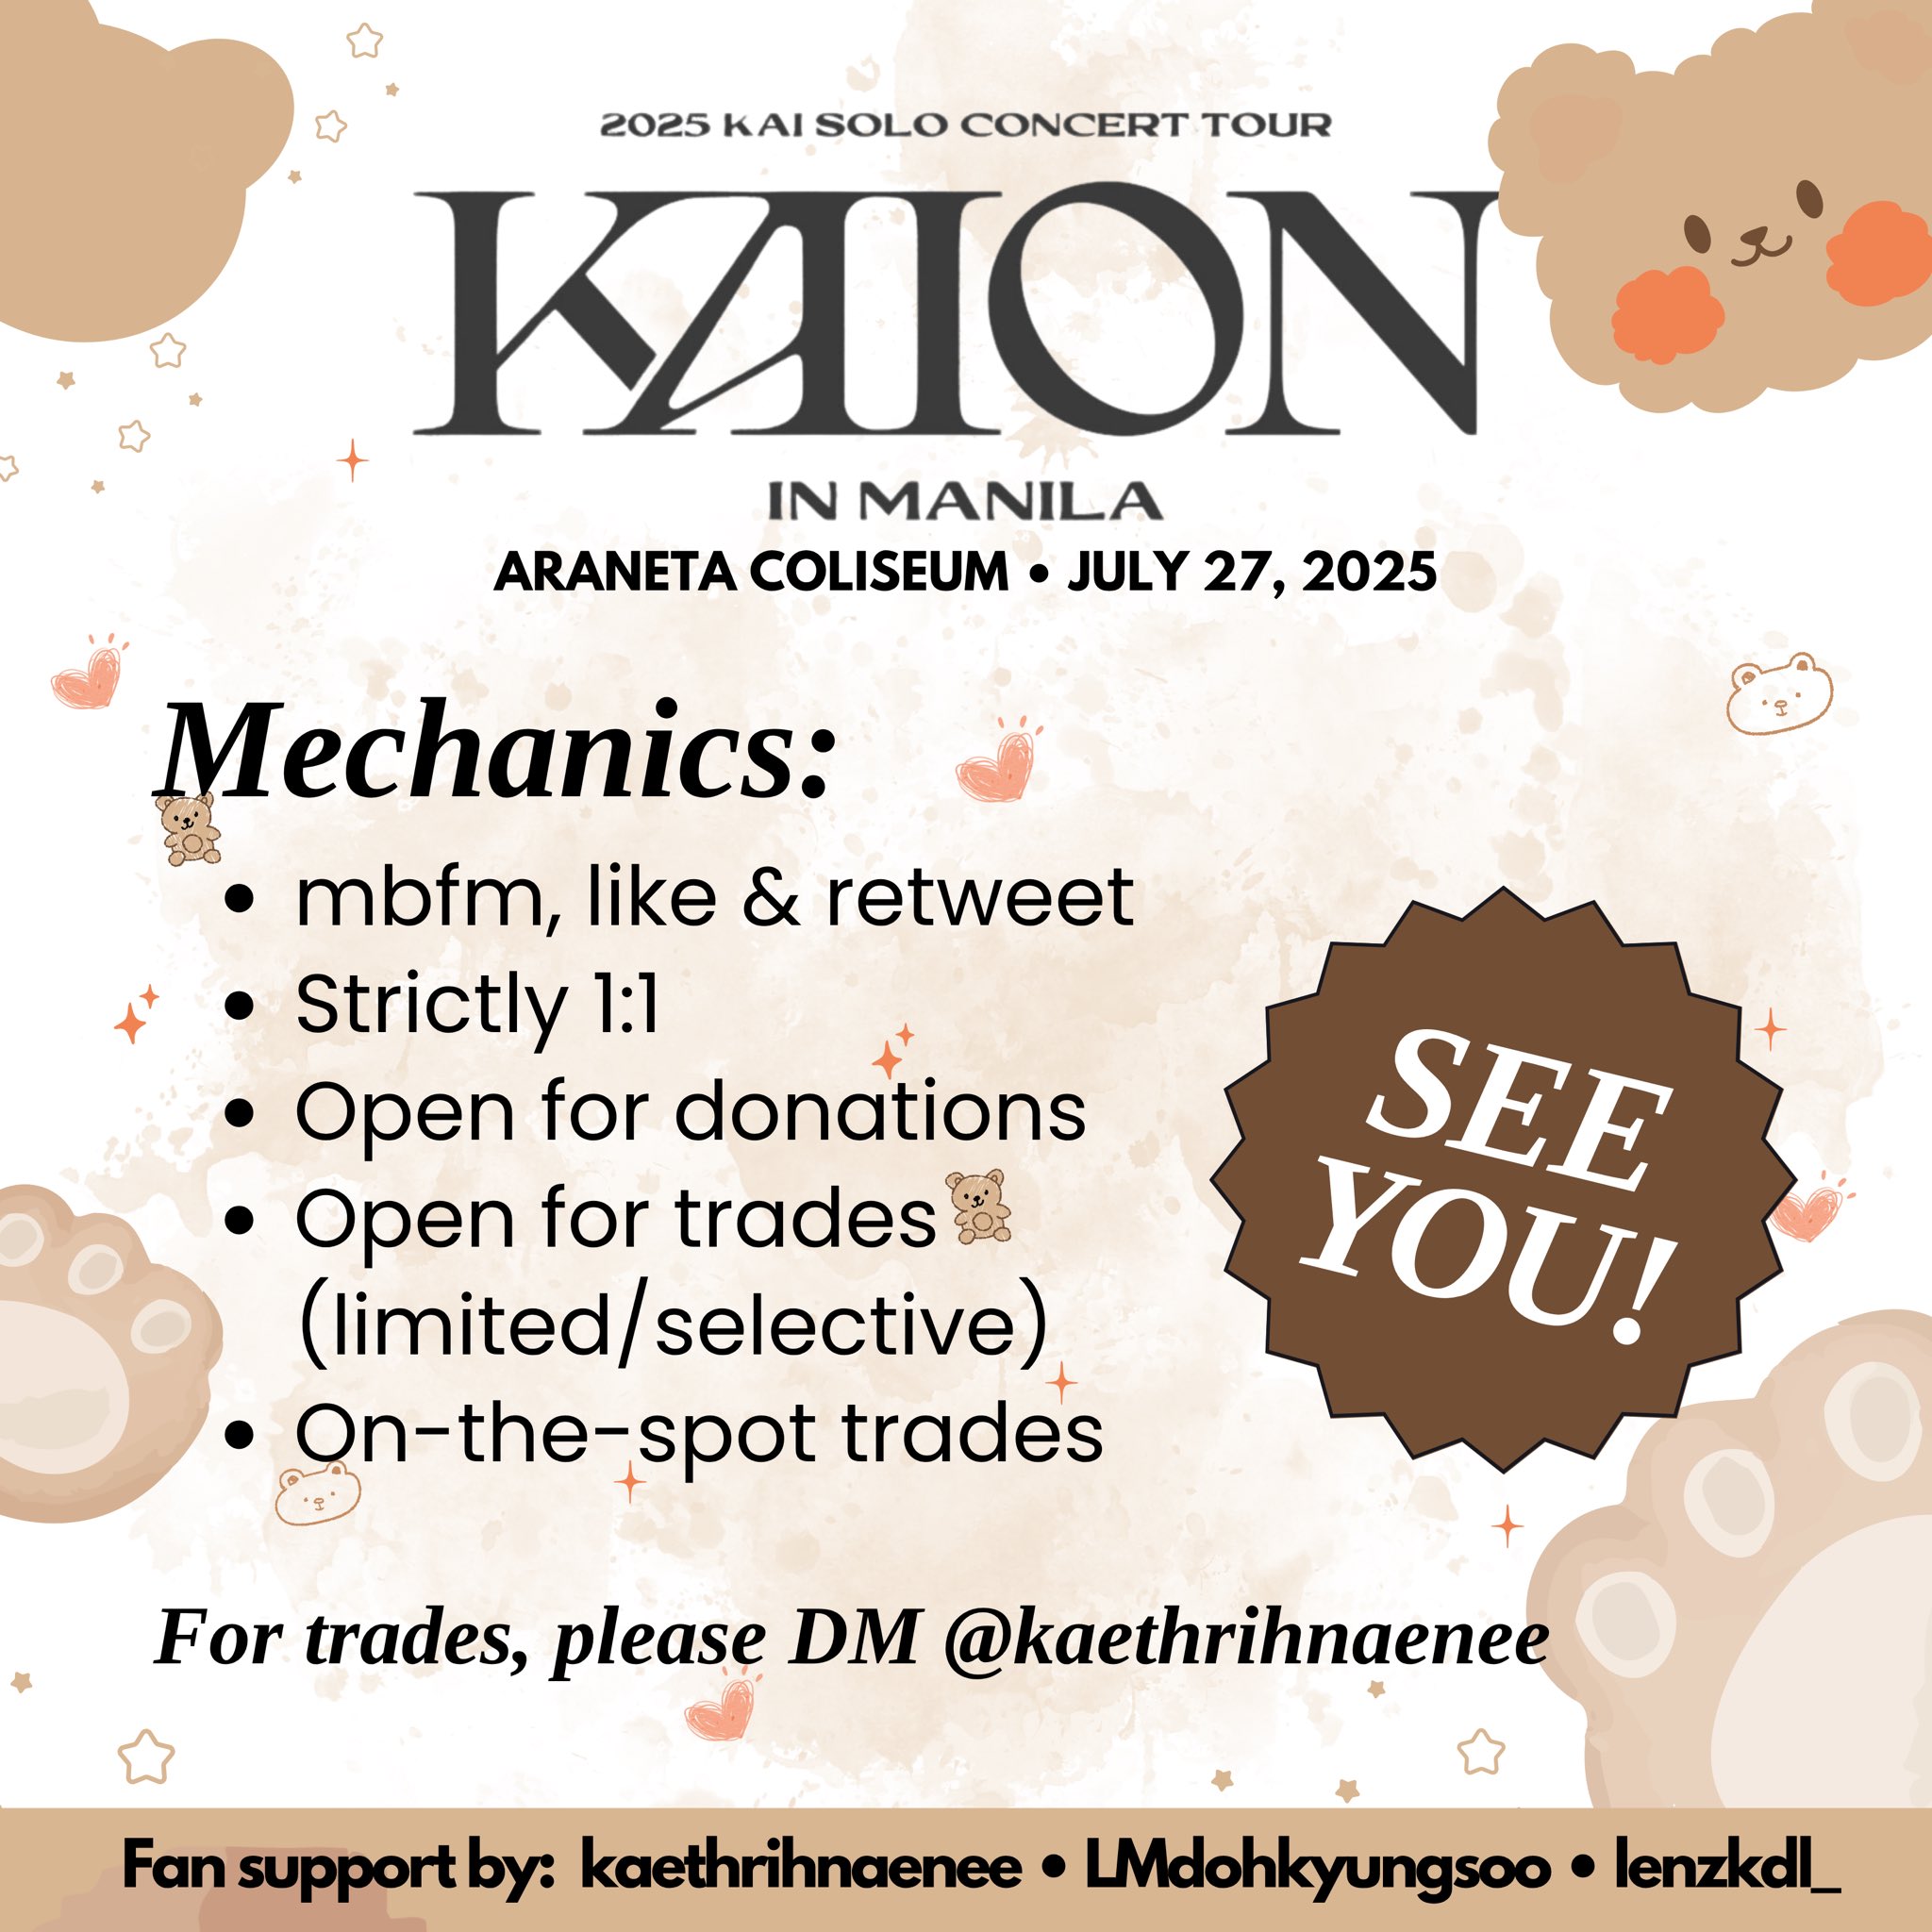 2025 KAI SOLO CONCERT TOUR
KAION
IN MANILA
ARANETA COLISEUM • JULY 27, 2025
Mechanics:
• mbfm, like & retweet
• Strictly 1:1
• Open for donations
• Open for trades
(limited/selective)
• On-the-spot trades
SEE
YOU!
For trades, please DM @kaethrihnaenee
Fan support by: kaethrihnaenee • LMdohkyungsoo • lenzkdl_